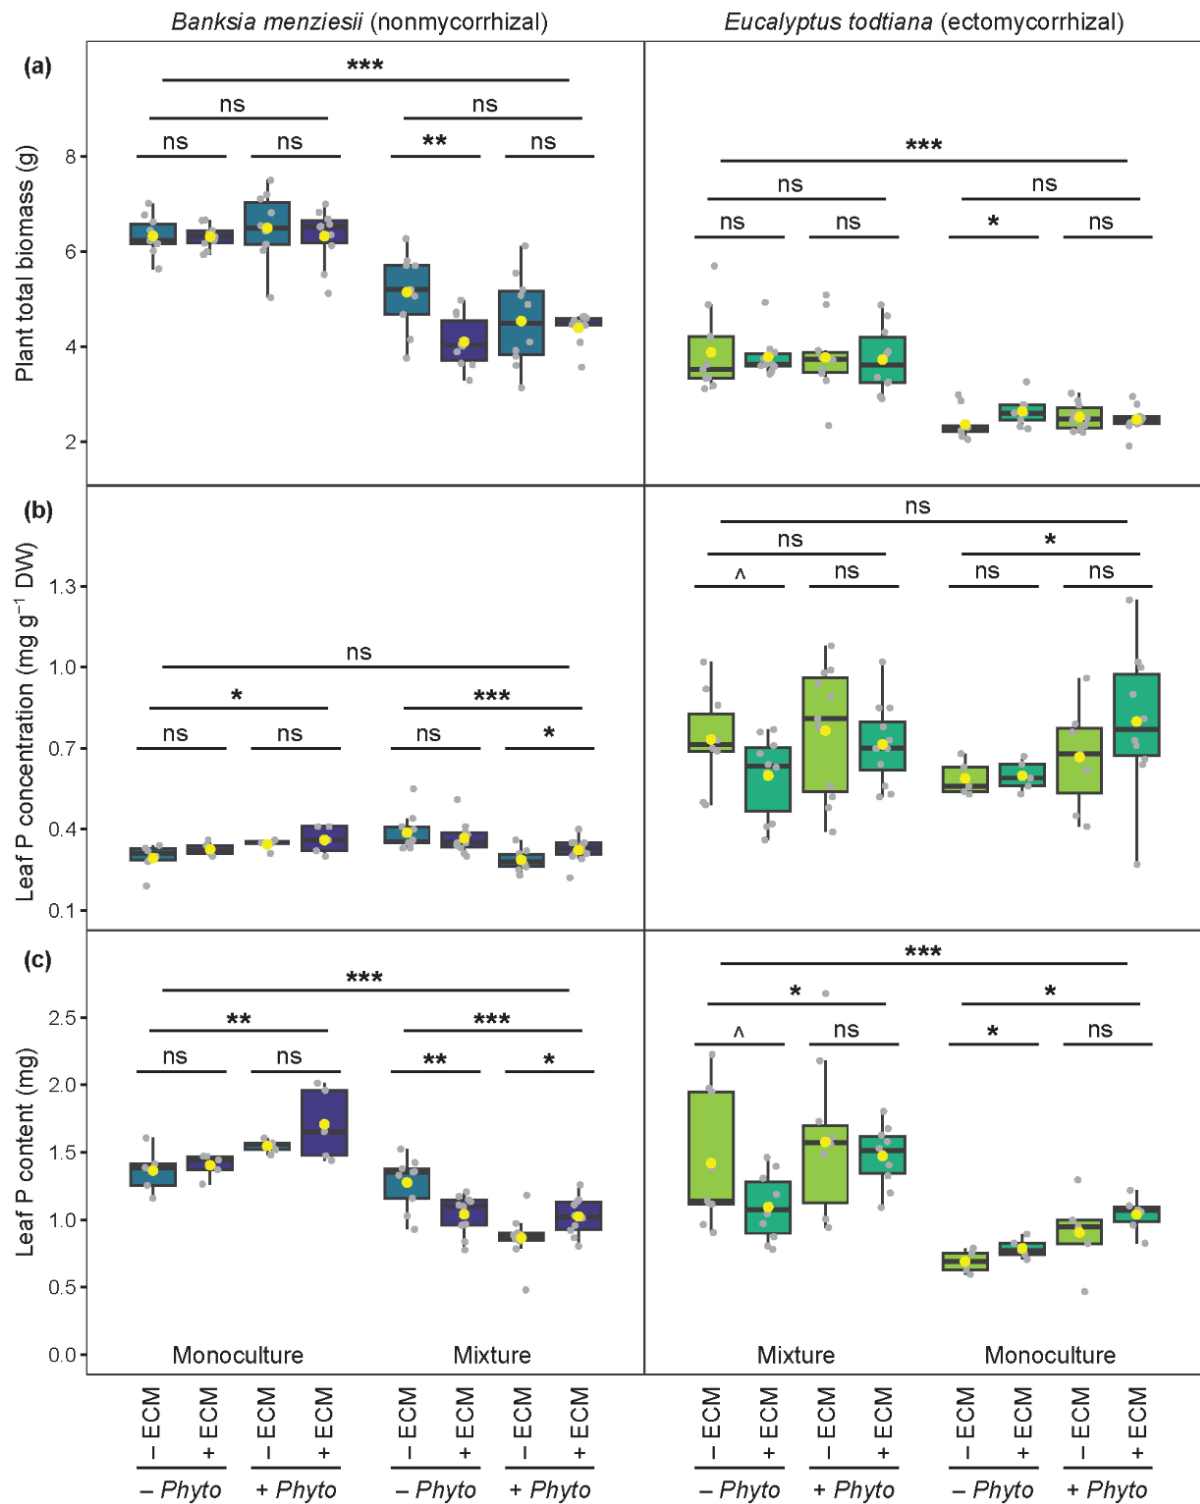 Banksia menziesii (nonmycorrhizal) Eucalyptus todtiana (ectomycorrhizal)
(a)
Plant total biomass (g)
***
ns ns
ns ns ** ns
***
ns ns
ns ns * ns
8
6
4
2
(b)
Leaf P concentration (mg g⁻¹ DW)
ns
ns *
^ ns ns ns
ns
* ***
ns ns ns *
1.3
1.0
0.7
0.4
0.1
(c)
Leaf P content (mg)
***
** ***
ns ns ** *
***
* *
^ ns * ns
2.5
2.0
1.5
1.0
0.5
0.0
Monoculture Mixture Mixture Monoculture
– ECM + ECM – ECM + ECM – ECM + ECM – ECM + ECM – ECM + ECM – ECM + ECM – ECM + ECM – ECM + ECM
– Phyto + Phyto – Phyto + Phyto – Phyto + Phyto – Phyto + Phyto